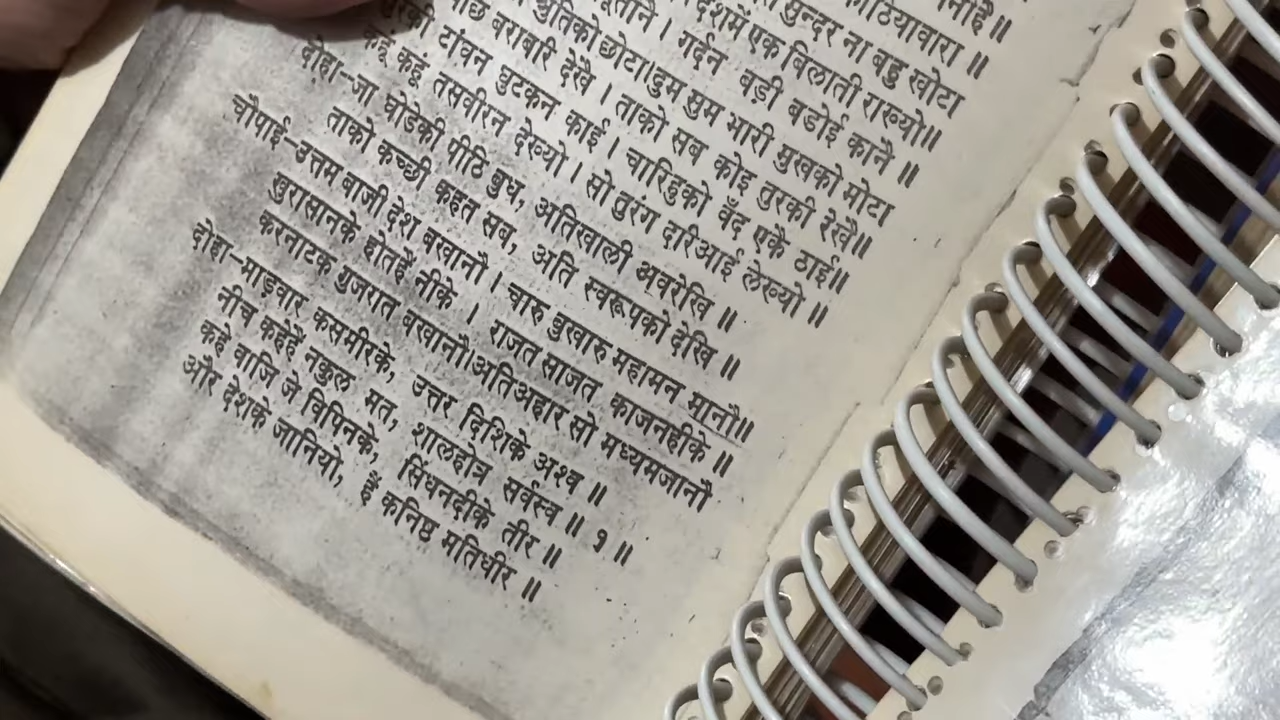 काठियावारा ॥
सुन्दर ना बहु खोटा
देशमें एक विलाती राख्यो॥
गर्दन बड़ी बडोई कानै ॥
श्रुतिको छोटा।दुम सुम भारी मुखको मोटा
बराबरि देखै । ताको सब कोइ तुरकी रेखै॥
टांवन घुटकन काई । चारिहुको वँद एकै ठाई॥
कहूं कहूं तसवीरन देख्यो । सो तुरंग दरिआई लेख्यो ॥
दोहा—जा घोडेकी पीठि बुध, अतिखाली अवरेखि ॥
ताको कच्छी कहत सब, अति स्वरूपको देखि ॥
चौपाई—उत्तम बाजी देश बखानौ । चारु बुखारु महामन मानौ॥
खुरासानके होतहैं नीके । राजत साजत काजनहीके ॥
करनाटक गुजरात बखानौ।अतिअहार सो मध्यमजानौ
दोहा—माड़वार कसमीरके, उत्तर दिशिके अश्व ॥
नीच कहेहैं नकुल मत, शालहोत्र सर्वस्व ॥ १ ॥
कहे वाजि जे विपिनके, सिंधनदीके तीर ॥
और देशके जानियो, हैं कनिष्ठ मतिधीर ॥